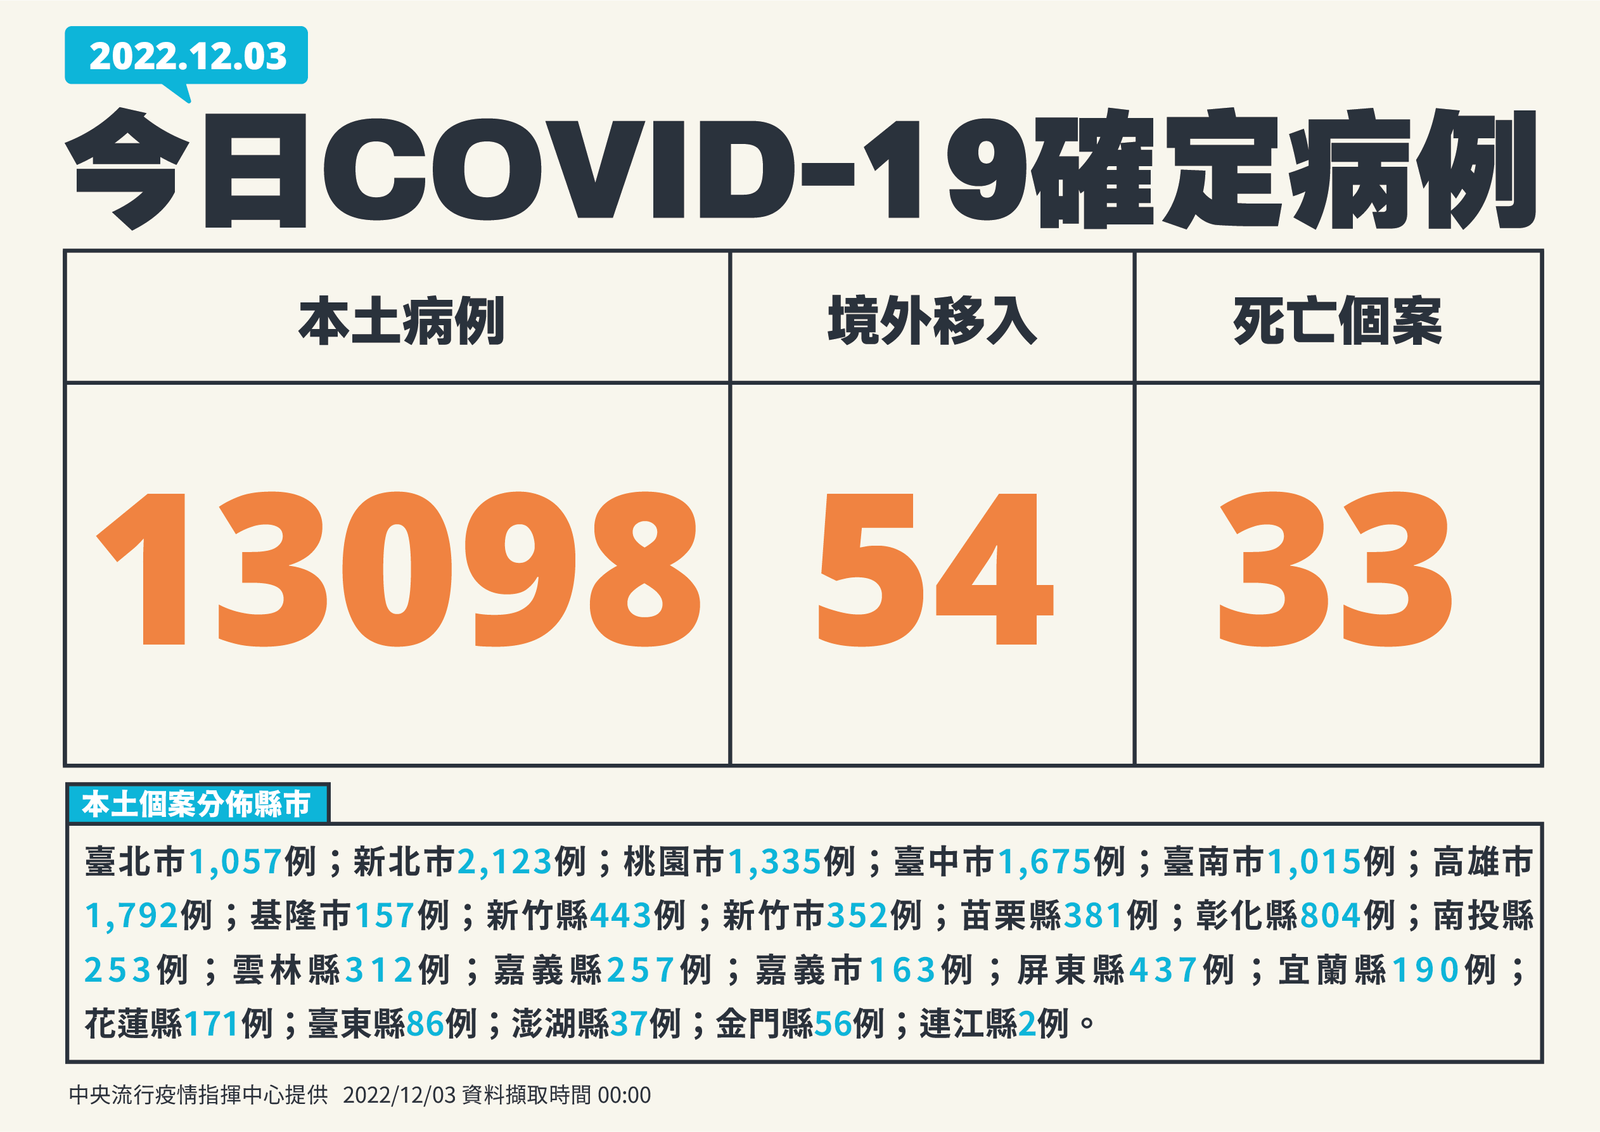 2022.12.03
今日COVID-19確定病例
本土病例
境外移入
死亡個案
13098
54
33
本土個案分佈縣市
臺北市1,057例；新北市2,123例；桃園市1,335例；臺中市1,675例；臺南市1,015例；高雄市
1,792例；基隆市157例；新竹縣443例；新竹市352例；苗栗縣381例；彰化縣804例；南投縣
253例；雲林縣312例；嘉義縣257例；嘉義市163例；屏東縣437例；宜蘭縣190例；
花蓮縣171例；臺東縣86例；澎湖縣37例；金門縣56例；連江縣2例。
中央流行疫情指揮中心提供 2022/12/03 資料擷取時間 00:00